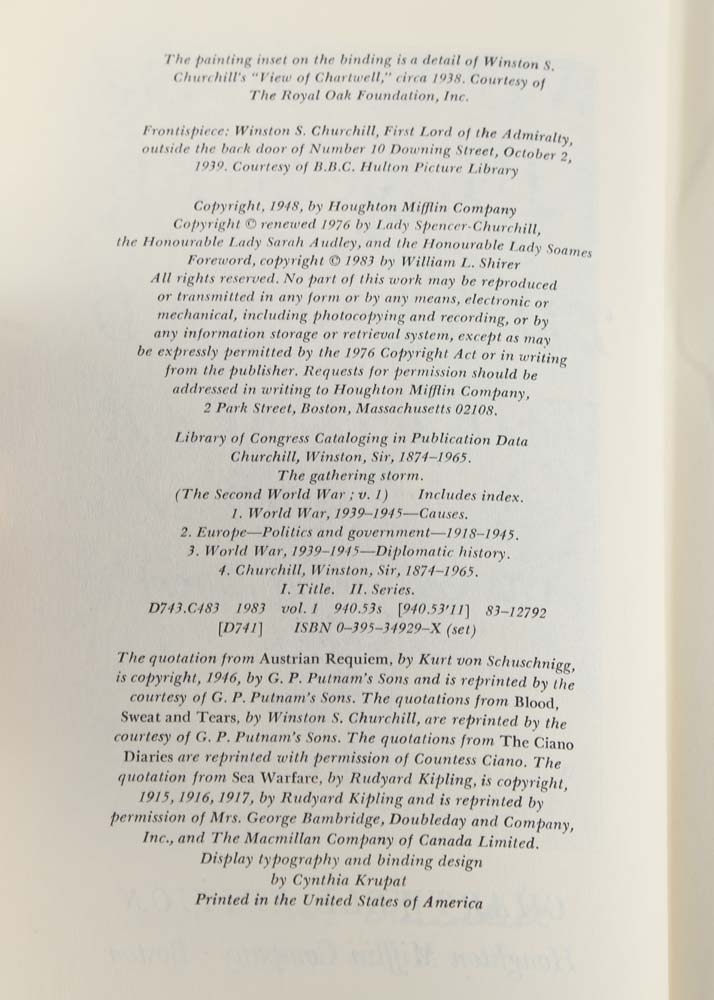 The painting inset on the binding is a detail of Winston S.
Churchill's "View of Chartwell," circa 1938. Courtesy of
The Royal Oak Foundation, Inc.
Frontispiece: Winston S. Churchill, First Lord of the Admiralty,
outside the back door of Number 10 Downing Street, October 2,
1939. Courtesy of B.B.C. Hulton Picture Library
Copyright, 1948, by Houghton Mifflin Company
Copyright © renewed 1976 by Lady Spencer-Churchill,
the Honourable Lady Sarah Audley, and the Honourable Lady Soames
Foreword, copyright © 1983 by William L. Shirer
All rights reserved. No part of this work may be reproduced
or transmitted in any form or by any means, electronic or
mechanical, including photocopying and recording, or by
any information storage or retrieval system, except as may
be expressly permitted by the 1976 Copyright Act or in writing
from the publisher. Requests for permission should be
addressed in writing to Houghton Mifflin Company,
2 Park Street, Boston, Massachusetts 02108.
Library of Congress Cataloging in Publication Data
Churchill, Winston, Sir, 1874–1965.
The gathering storm.
(The Second World War ; v. 1) Includes index.
1. World War, 1939–1945—Causes.
2. Europe—Politics and government—1918–1945.
3. World War, 1939–1945—Diplomatic history.
4. Churchill, Winston, Sir, 1874–1965.
I. Title. II. Series.
D743.C483 1983 vol. 1 940.53s [940.53'11] 83–12792
[D741] ISBN 0–395–34929–X (set)
The quotation from Austrian Requiem, by Kurt von Schuschnigg,
is copyright, 1946, by G. P. Putnam's Sons and is reprinted by the
courtesy of G. P. Putnam's Sons. The quotations from Blood,
Sweat and Tears, by Winston S. Churchill, are reprinted by the
courtesy of G. P. Putnam's Sons. The quotations from The Ciano
Diaries are reprinted with permission of Countess Ciano. The
quotation from Sea Warfare, by Rudyard Kipling, is copyright,
1915, 1916, 1917, by Rudyard Kipling and is reprinted by
permission of Mrs. George Bambridge, Doubleday and Company,
Inc., and The Macmillan Company of Canada Limited.
Display typography and binding design
by Cynthia Krupat
Printed in the United States of America